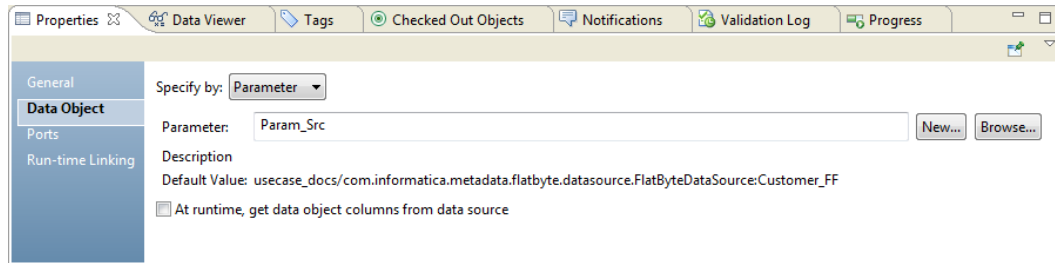 Properties Data Viewer Tags Checked Out Objects Notifications Validation Log Progress
General
Data Object
Ports
Run-time Linking
Specify by: Parameter
Parameter: Param_Src New... Browse...
Description
Default Value: usecase_docs/com.informatica.metadata.flatbyte.datasource.FlatByteDataSource:Customer_FF
At runtime, get data object columns from data source